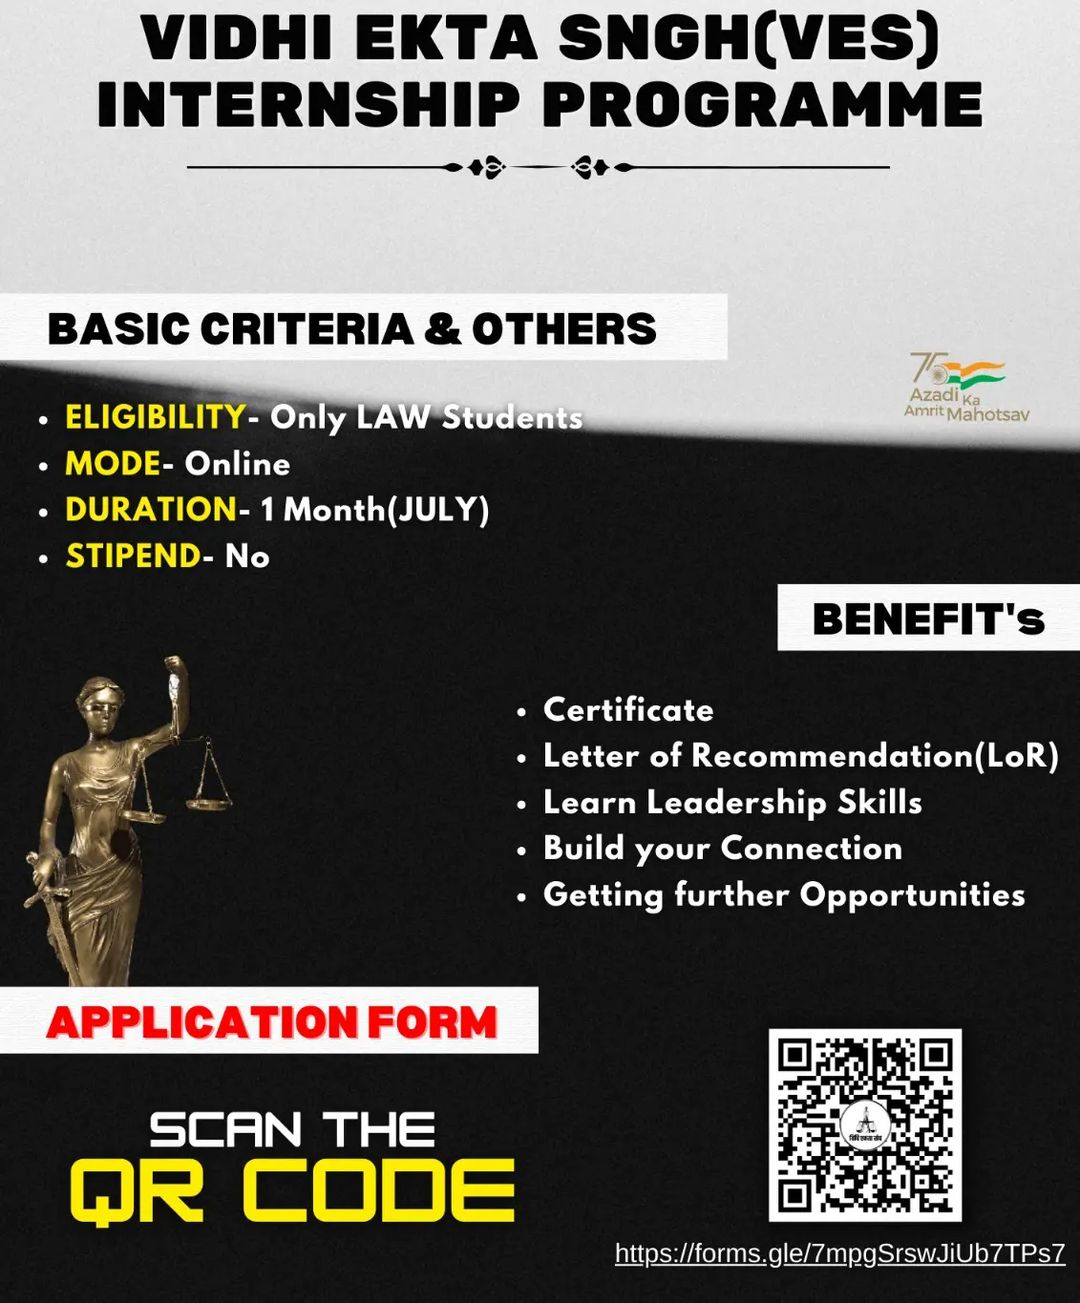 VIDHI EKTA SNGH(VES)
INTERNSHIP PROGRAMME
BASIC CRITERIA & OTHERS
75
Azadi Ka
Amrit Mahotsav
• ELIGIBILITY- Only LAW Students
• MODE- Online
• DURATION- 1 Month(JULY)
• STIPEND- No
BENEFIT's
• Certificate
• Letter of Recommendation(LoR)
• Learn Leadership Skills
• Build your Connection
• Getting further Opportunities
APPLICATION FORM
SCAN THE
QR CODE
विधि एकता संघ
https://forms.gle/7mpgSrswJiUb7TPs7